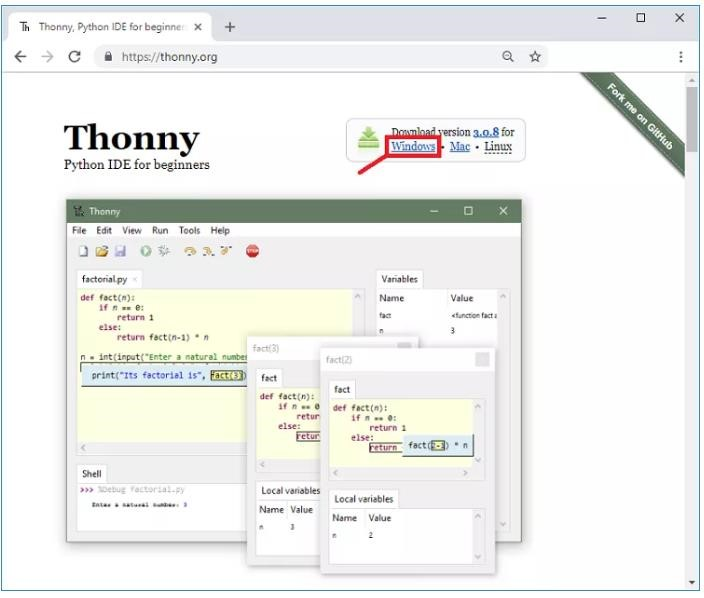 Thonny, Python IDE for beginner
https://thonny.org
Fork me on GitHub
Thonny
Python IDE for beginners
Download version 3.0.8 for
Windows • Mac • Linux
Thonny
File Edit View Run Tools Help
factorial.py
def fact(n):
if n == 0:
return 1
else:
return fact(n-1) * n
n = int(input("Enter a natural number
print("Its factorial is", fact(3))
Shell
>>> %Debug factorial.py
Enter a natural number: 3
Variables
Name Value
fact <function fact a
n 3
fact(3)
fact
def fact(n):
if n == 0
retur
else:
retur
Local variables
Name Value
n 3
fact(2)
fact
def fact(n):
if n == 0:
return 1
else:
return fact(2-1) * n
Local variables
Name Value
n 2